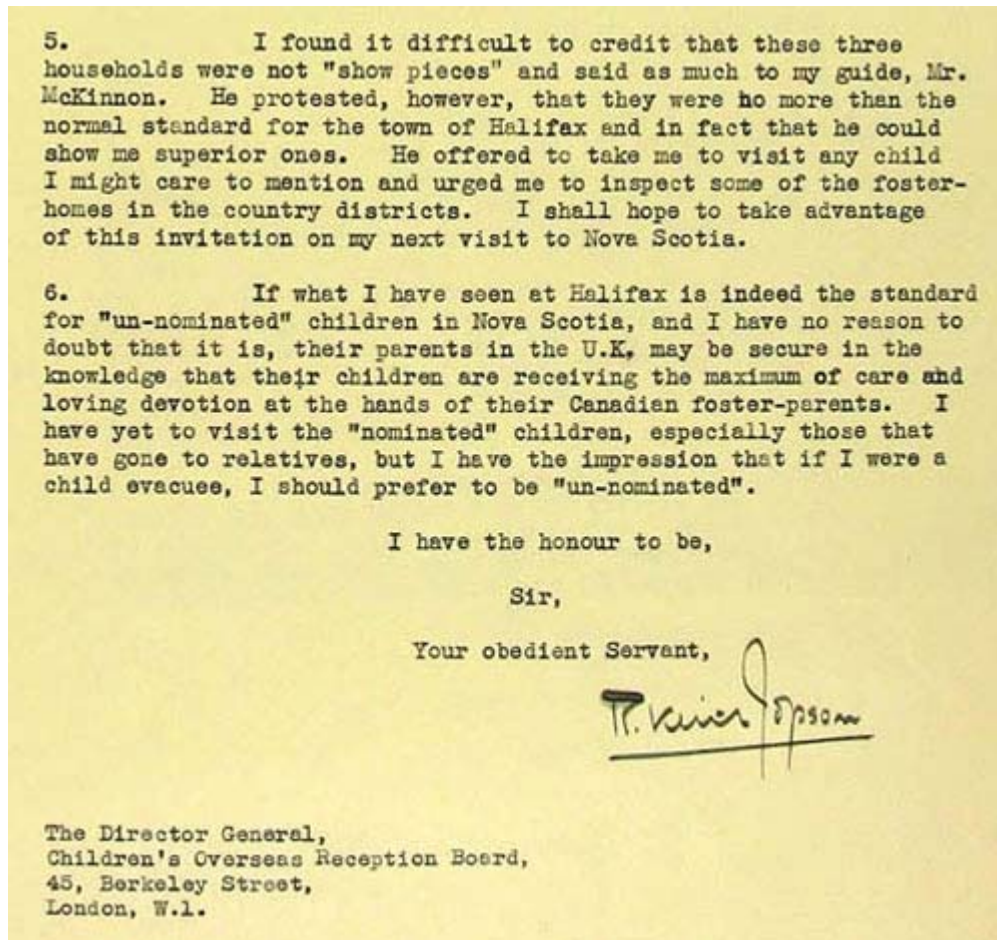 5. I found it difficult to credit that these three
households were not "show pieces" and said as much to my guide, Mr.
McKinnon. He protested, however, that they were no more than the
normal standard for the town of Halifax and in fact that he could
show me superior ones. He offered to take me to visit any child
I might care to mention and urged me to inspect some of the foster-
homes in the country districts. I shall hope to take advantage
of this invitation on my next visit to Nova Scotia.
6. If what I have seen at Halifax is indeed the standard
for "un-nominated" children in Nova Scotia, and I have no reason to
doubt that it is, their parents in the U.K. may be secure in the
knowledge that their children are receiving the maximum of care and
loving devotion at the hands of their Canadian foster-parents. I
have yet to visit the "nominated" children, especially those that
have gone to relatives, but I have the impression that if I were a
child evacuee, I should prefer to be "un-nominated".
I have the honour to be,
Sir,
Your obedient Servant,
R. Jopson
The Director General,
Children's Overseas Reception Board,
45, Berkeley Street,
London, W.1.